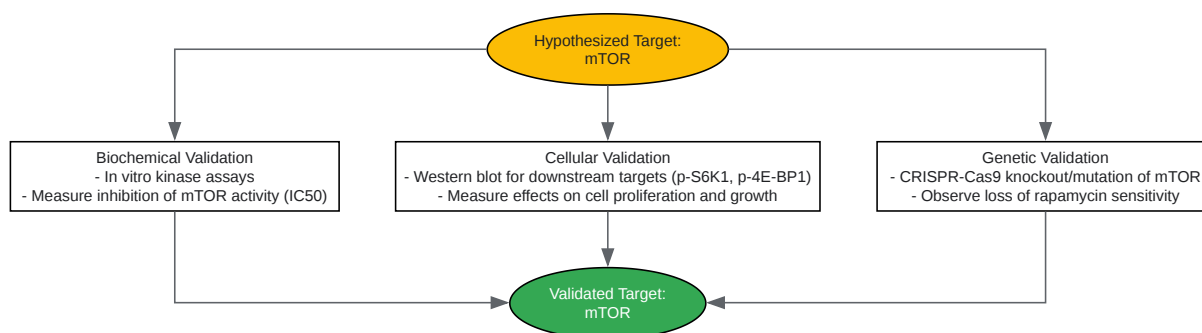 Hypothesized Target:
mTOR
Biochemical Validation
- In vitro kinase assays
- Measure inhibition of mTOR activity (IC50)
Cellular Validation
- Western blot for downstream targets (p-S6K1, p-4E-BP1)
- Measure effects on cell proliferation and growth
Genetic Validation
- CRISPR-Cas9 knockout/mutation of mTOR
- Observe loss of rapamycin sensitivity
Validated Target:
mTOR